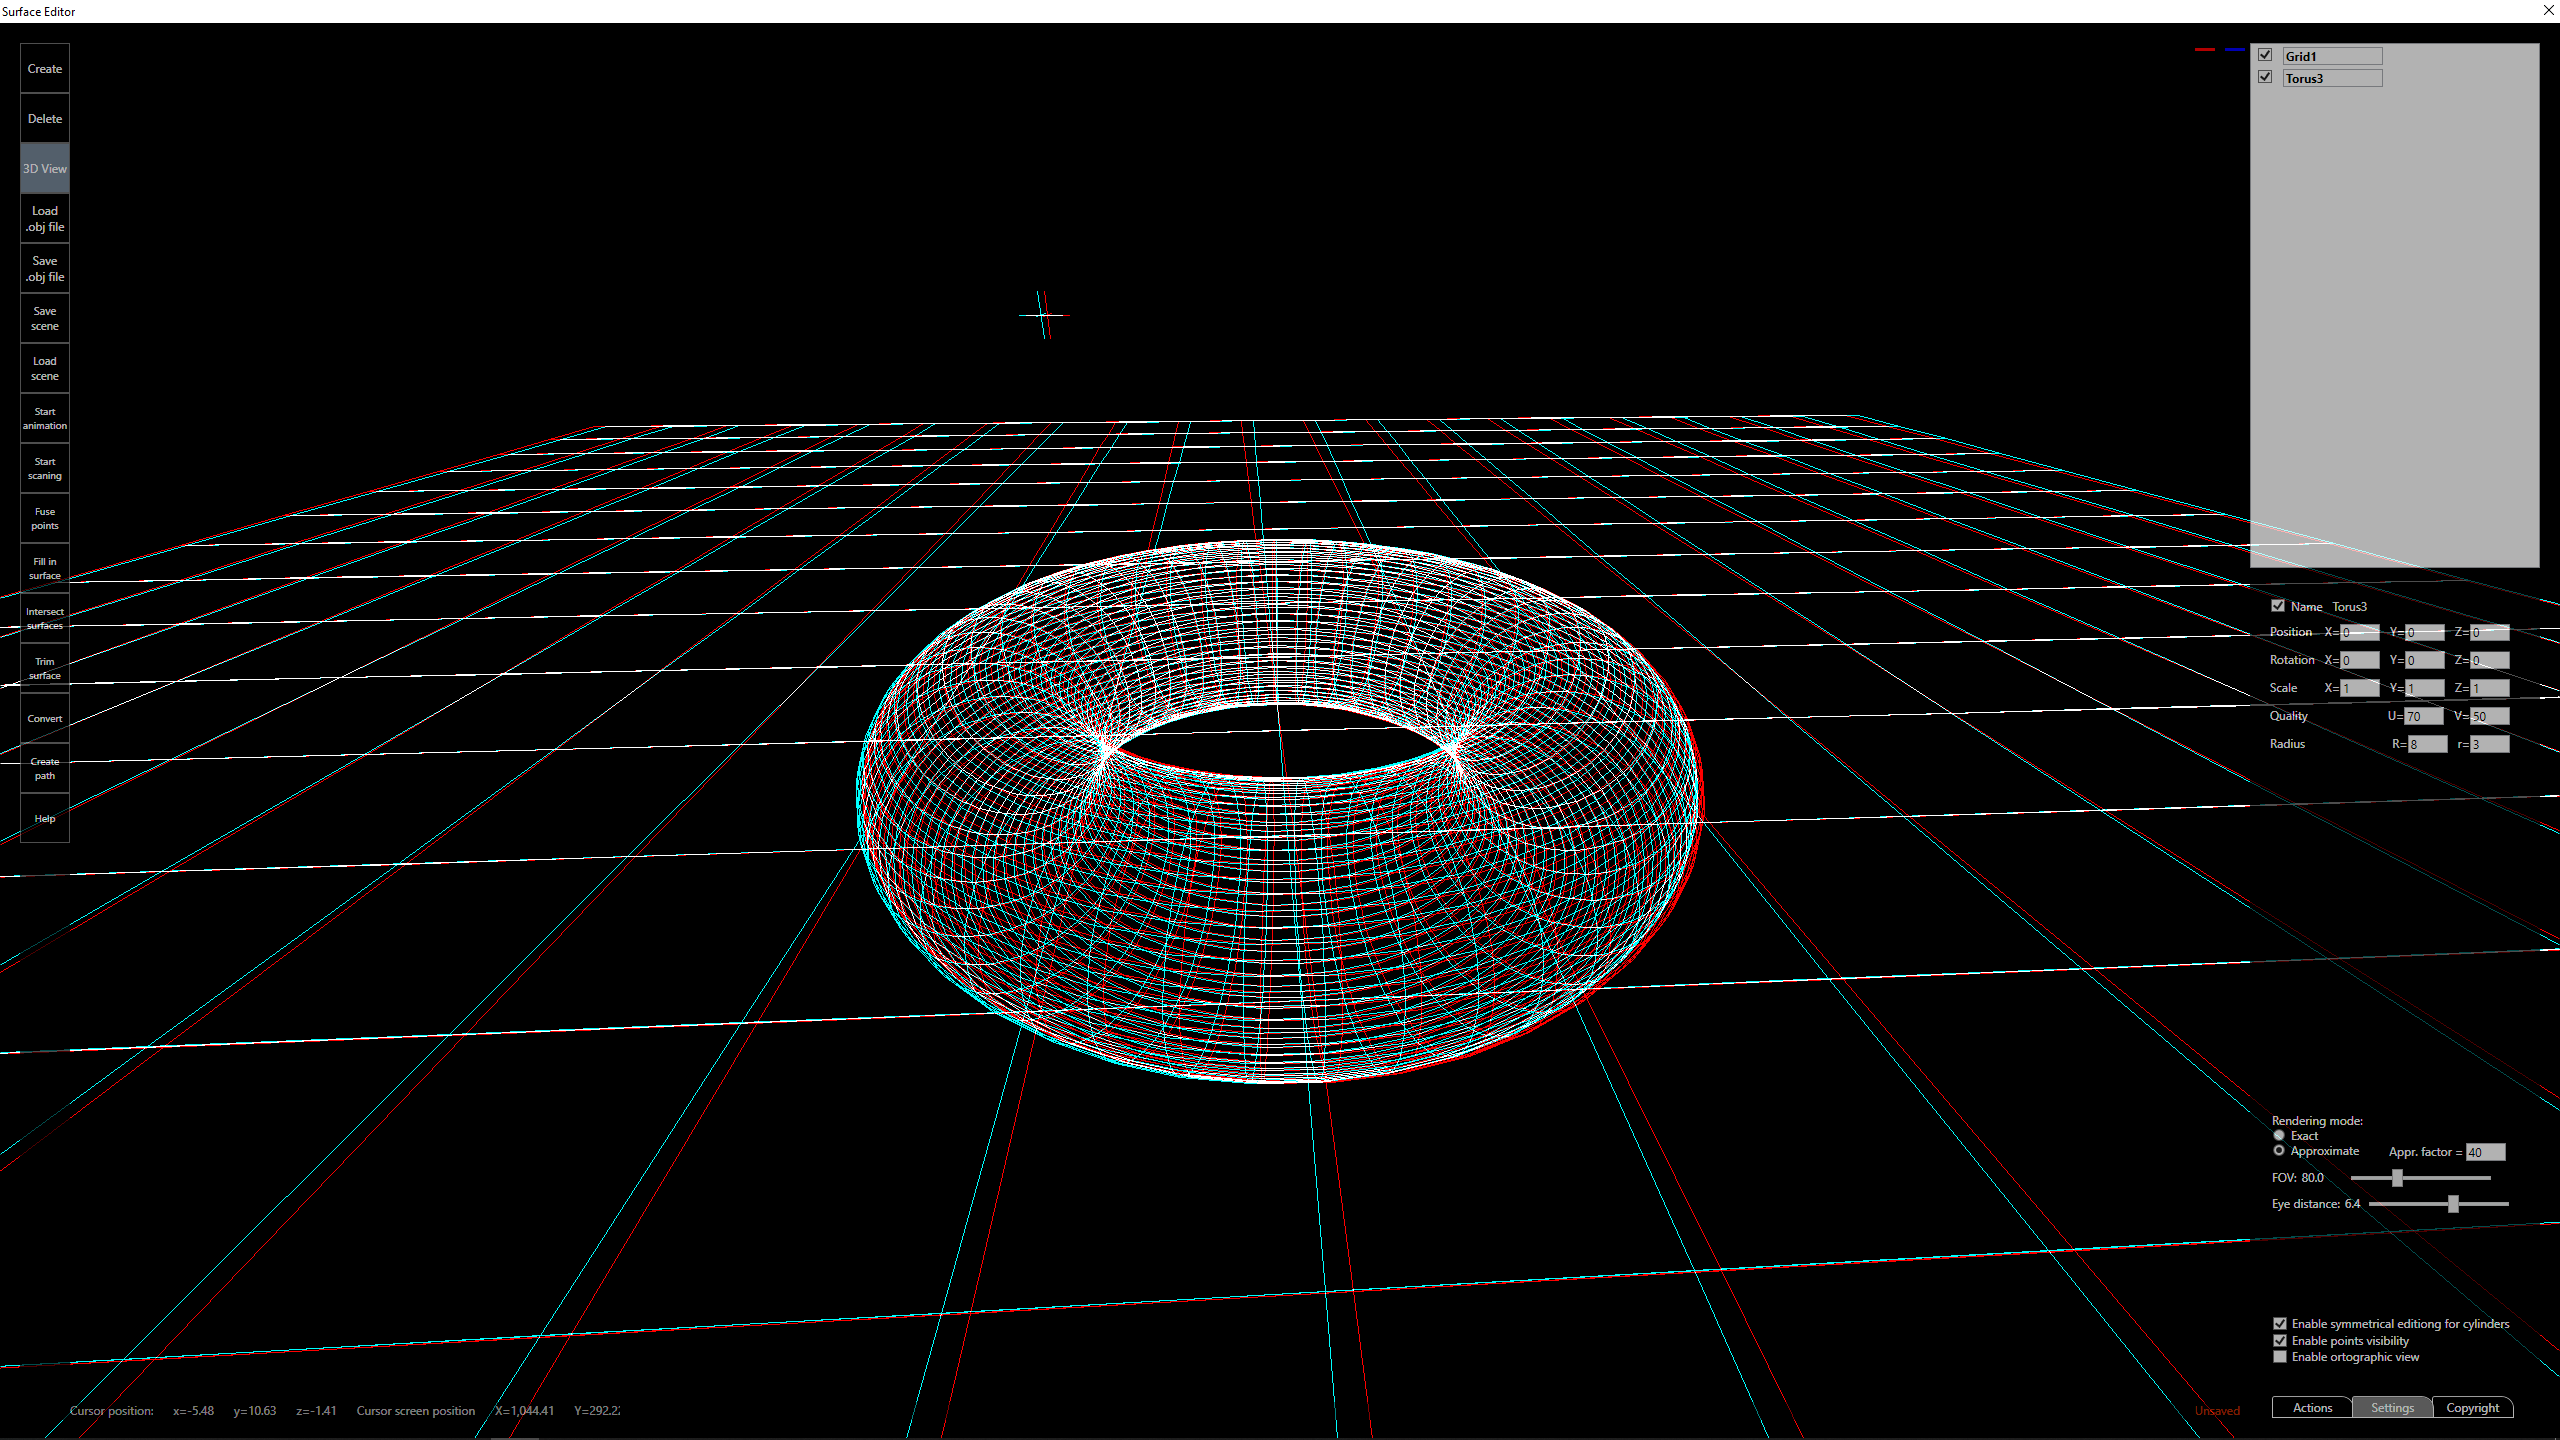 Surface Editor
Create
Delete
3D View
Load
.obj file
Save
.obj file
Save
scene
Load
scene
Start
animation
Start
scaning
Fuse
points
Fill in
surface
Intersect
surfaces
Trim
surface
Convert
Create
path
Help
Grid1
Torus3
Name Torus3
Position X= 0 Y= 0 Z= 0
Rotation X= 0 Y= 0 Z= 0
Scale X= 1 Y= 1 Z= 1
Quality U= 70 V= 50
Radius R= 8 r= 3
Rendering mode:
Exact
Approximate Appr. factor = 40
FOV: 80.0
Eye distance: 6.4
Enable symmetrical editiong for cylinders
Enable points visibility
Enable ortographic view
Cursor position: x=-5.48 y=10.63 z=-1.41 Cursor screen position X=1,044.41 Y=292.22
Unsaved
Actions Settings Copyright